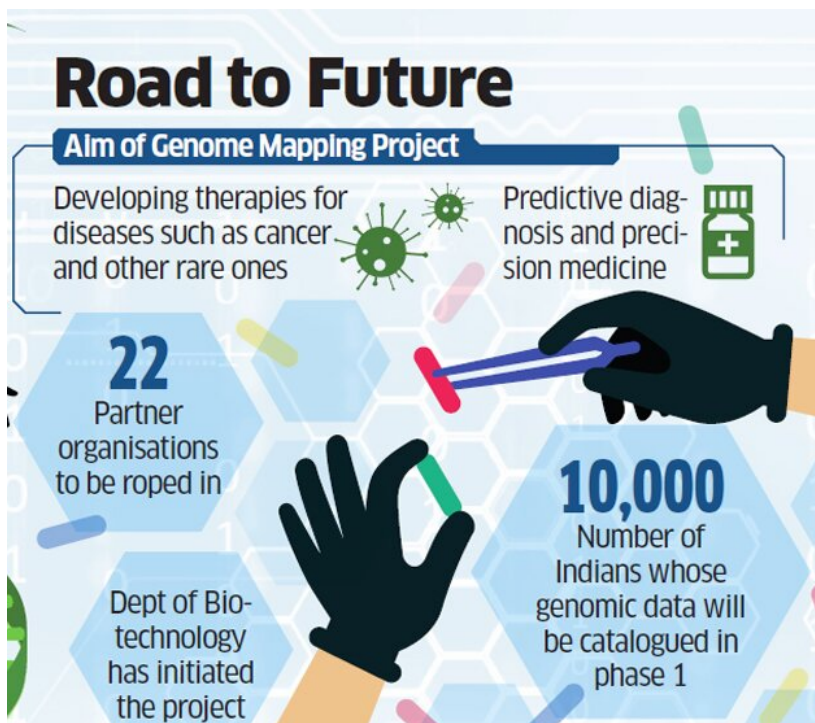 Road to Future
Aim of Genome Mapping Project
Developing therapies for
diseases such as cancer
and other rare ones
Predictive diag-
nosis and preci-
sion medicine
22
Partner
organisations
to be roped in
10,000
Number of
Indians whose
genomic data will
be catalogued in
phase 1
Dept of Bio-
technology
has initiated
the project